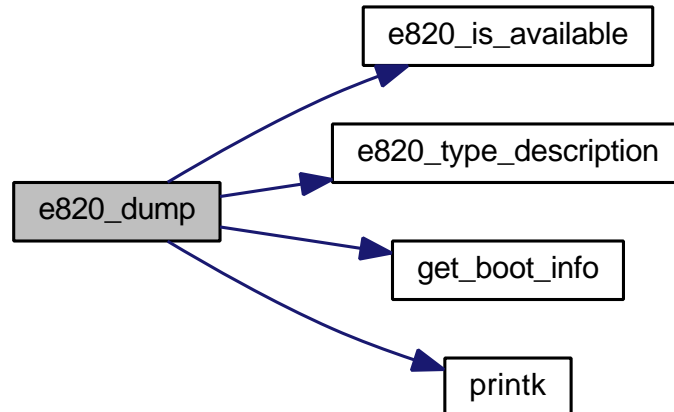 e820_is_available
e820_type_description
e820_dump
get_boot_info
printk